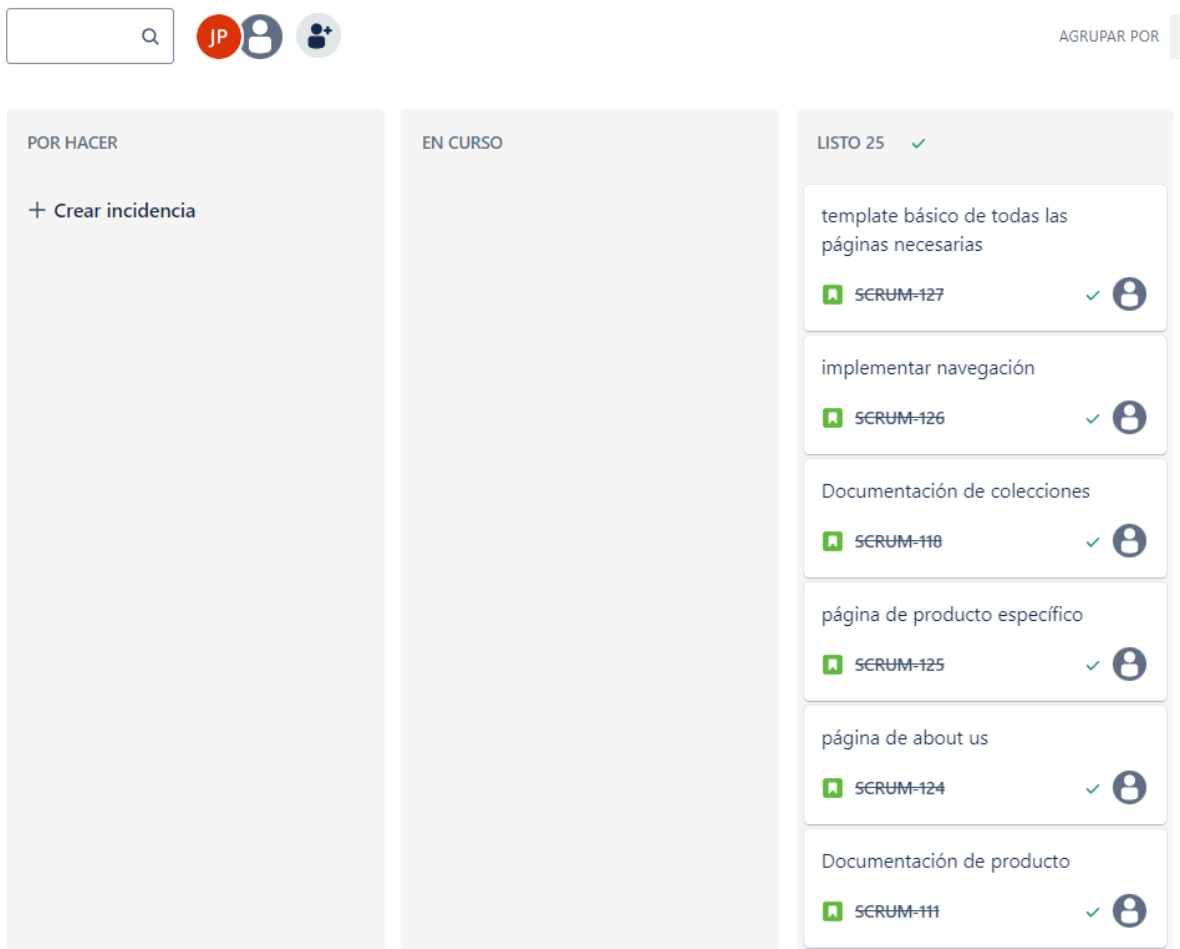 JP
AGRUPAR POR
POR HACER
+ Crear incidencia
EN CURSO
LISTO 25
template básico de todas las
páginas necesarias
SCRUM-127
implementar navegación
SCRUM-126
Documentación de colecciones
SCRUM-118
página de producto específico
SCRUM-125
página de about us
SCRUM-124
Documentación de producto
SCRUM-111